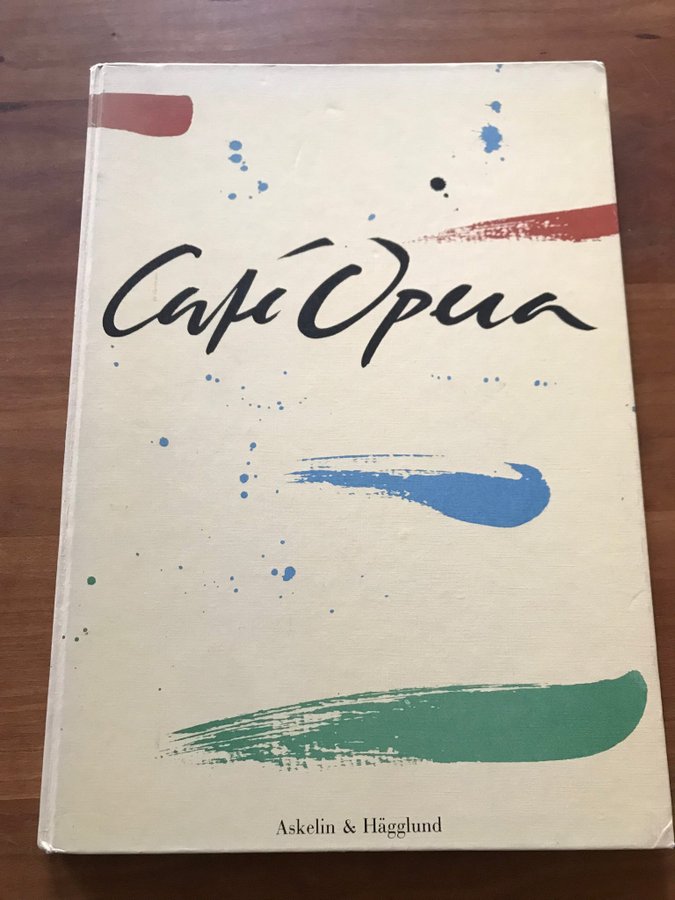 Café Opera
Askelin & Hägglund